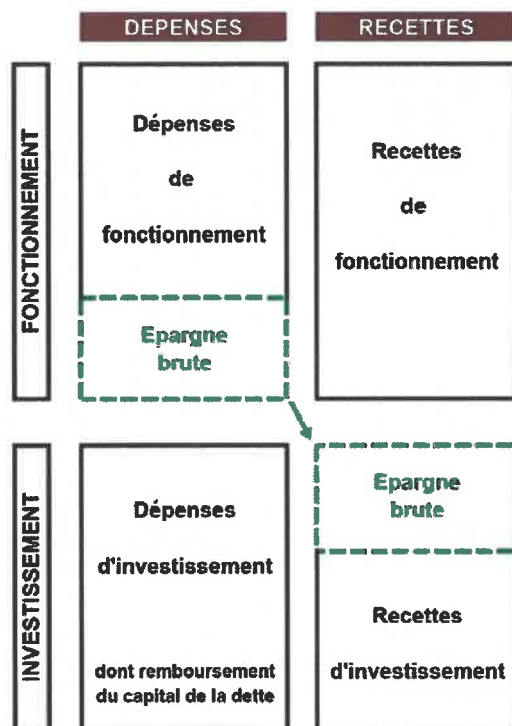 DEPENSES
RECETTES
FONCTIONNEMENT
Dépenses
de
fonctionnement
Epargne
brute
Recettes
de
fonctionnement
INVESTISSEMENT
Dépenses
d'investissement
dont remboursement
du capital de la dette
Epargne
brute
Recettes
d'investissement